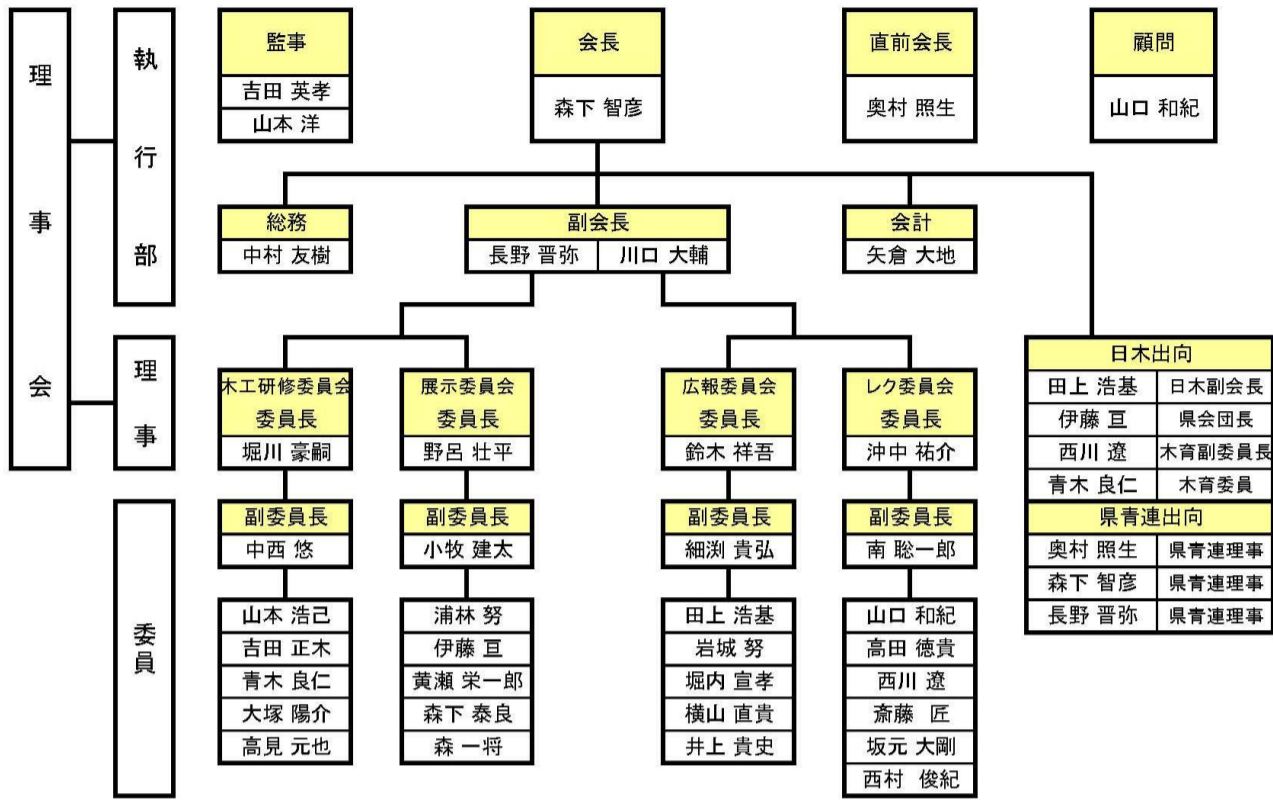 理事会
執行部
監事
吉田 英孝
山本 洋
会長
森下 智彦
直前会長
奥村 照生
顧問
山口 和紀
総務
中村 友樹
副会長
長野 晋弥 川口 大輔
会計
矢倉 大地
理事
木工研修委員会
委員長
堀川 豪嗣
展示委員会
委員長
野呂 壮平
広報委員会
委員長
鈴木 祥吾
レク委員会
委員長
沖中 祐介
日木出向
田上 浩基 日木副会長
伊藤 亘 県会団長
西川 遼 木育副委員長
青木 良仁 木育委員
県青連出向
奥村 照生 県青連理事
森下 智彦 県青連理事
長野 晋弥 県青連理事
副委員長
中西 悠
副委員長
小牧 建太
副委員長
細渕 貴弘
副委員長
南 聡一郎
委員
山本 浩己
吉田 正木
青木 良仁
大塚 陽介
高見 元也
浦林 努
伊藤 亘
黄瀬 栄一郎
森下 泰良
森 一将
田上 浩基
岩城 努
堀内 宣孝
横山 直貴
井上 貴史
山口 和紀
高田 徳貴
西川 遼
斎藤 匠
坂元 大剛
西村 俊紀